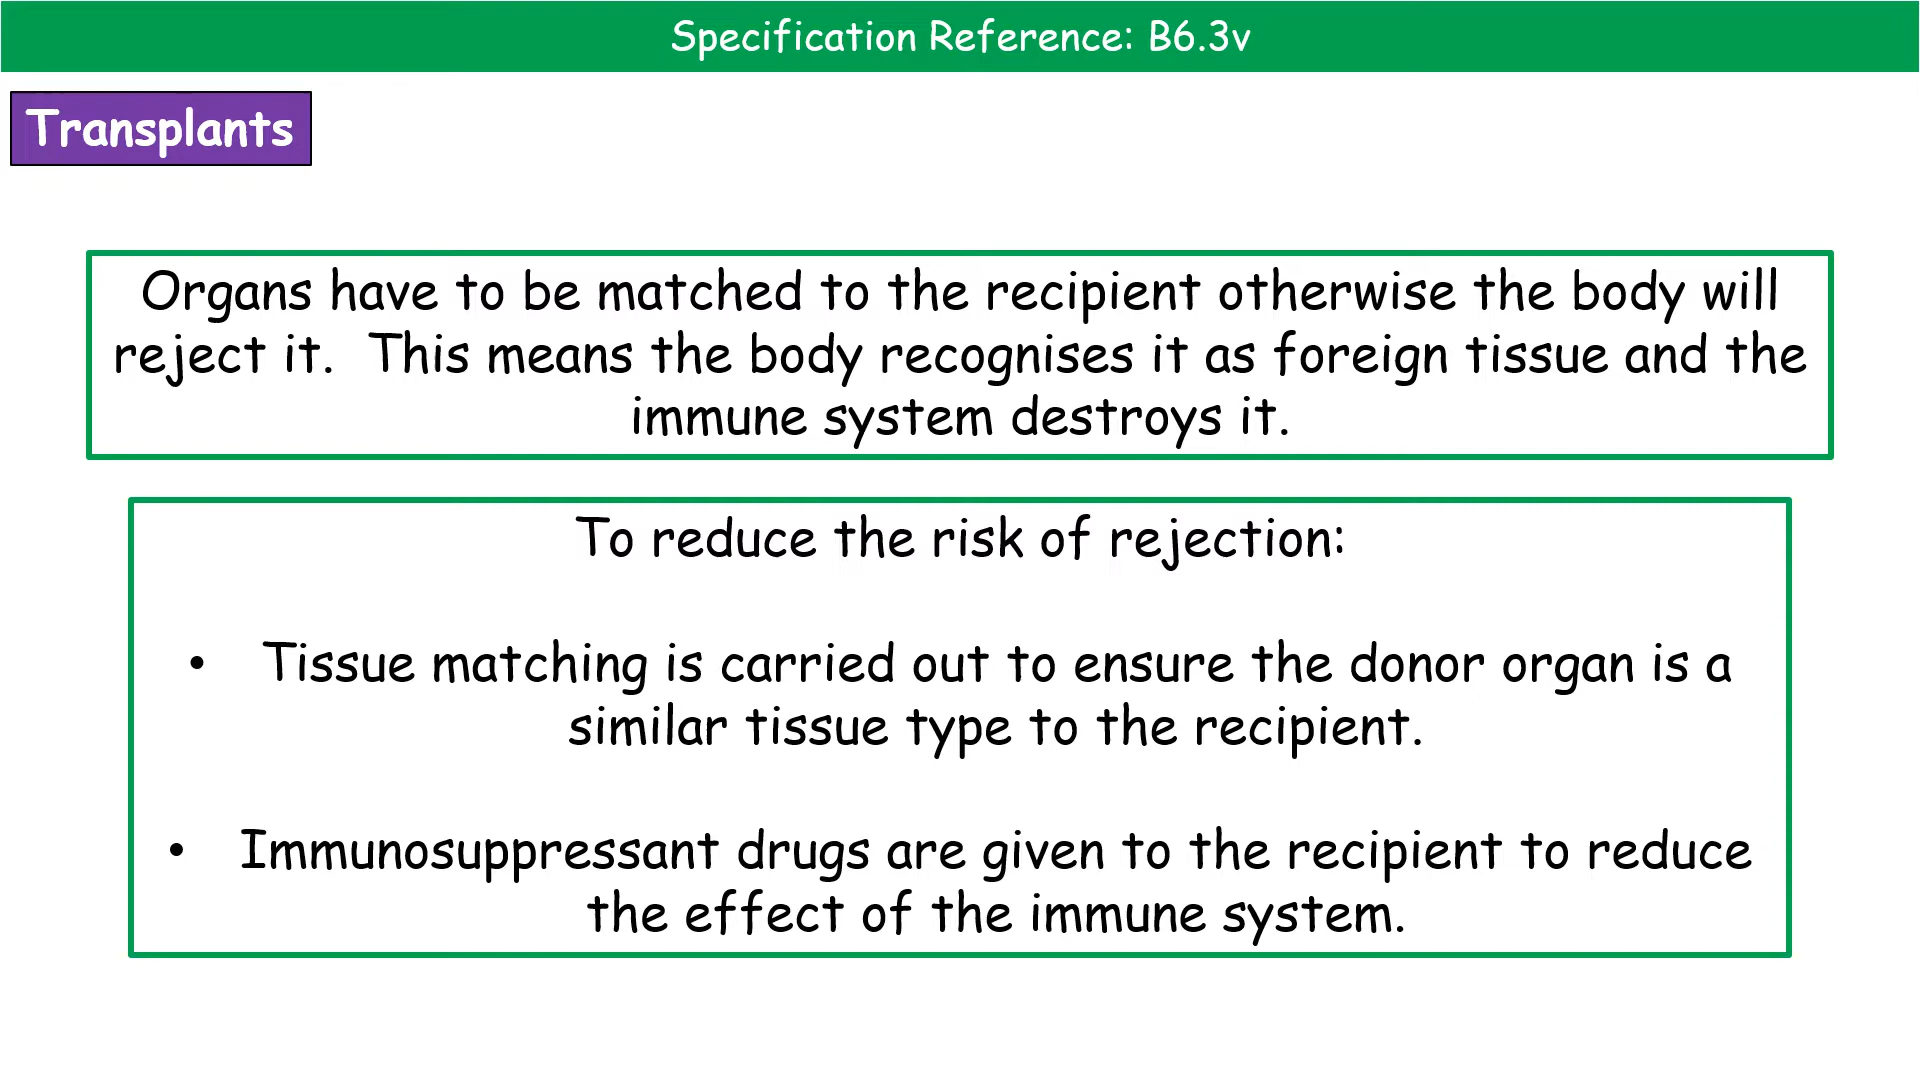 Specification Reference: B6.3v
Transplants
Organs have to be matched to the recipient otherwise the body will
reject it.  This means the body recognises it as foreign tissue and the
immune system destroys it.
To reduce the risk of rejection:
• Tissue matching is carried out to ensure the donor organ is a
similar tissue type to the recipient.
• Immunosuppressant drugs are given to the recipient to reduce
the effect of the immune system.